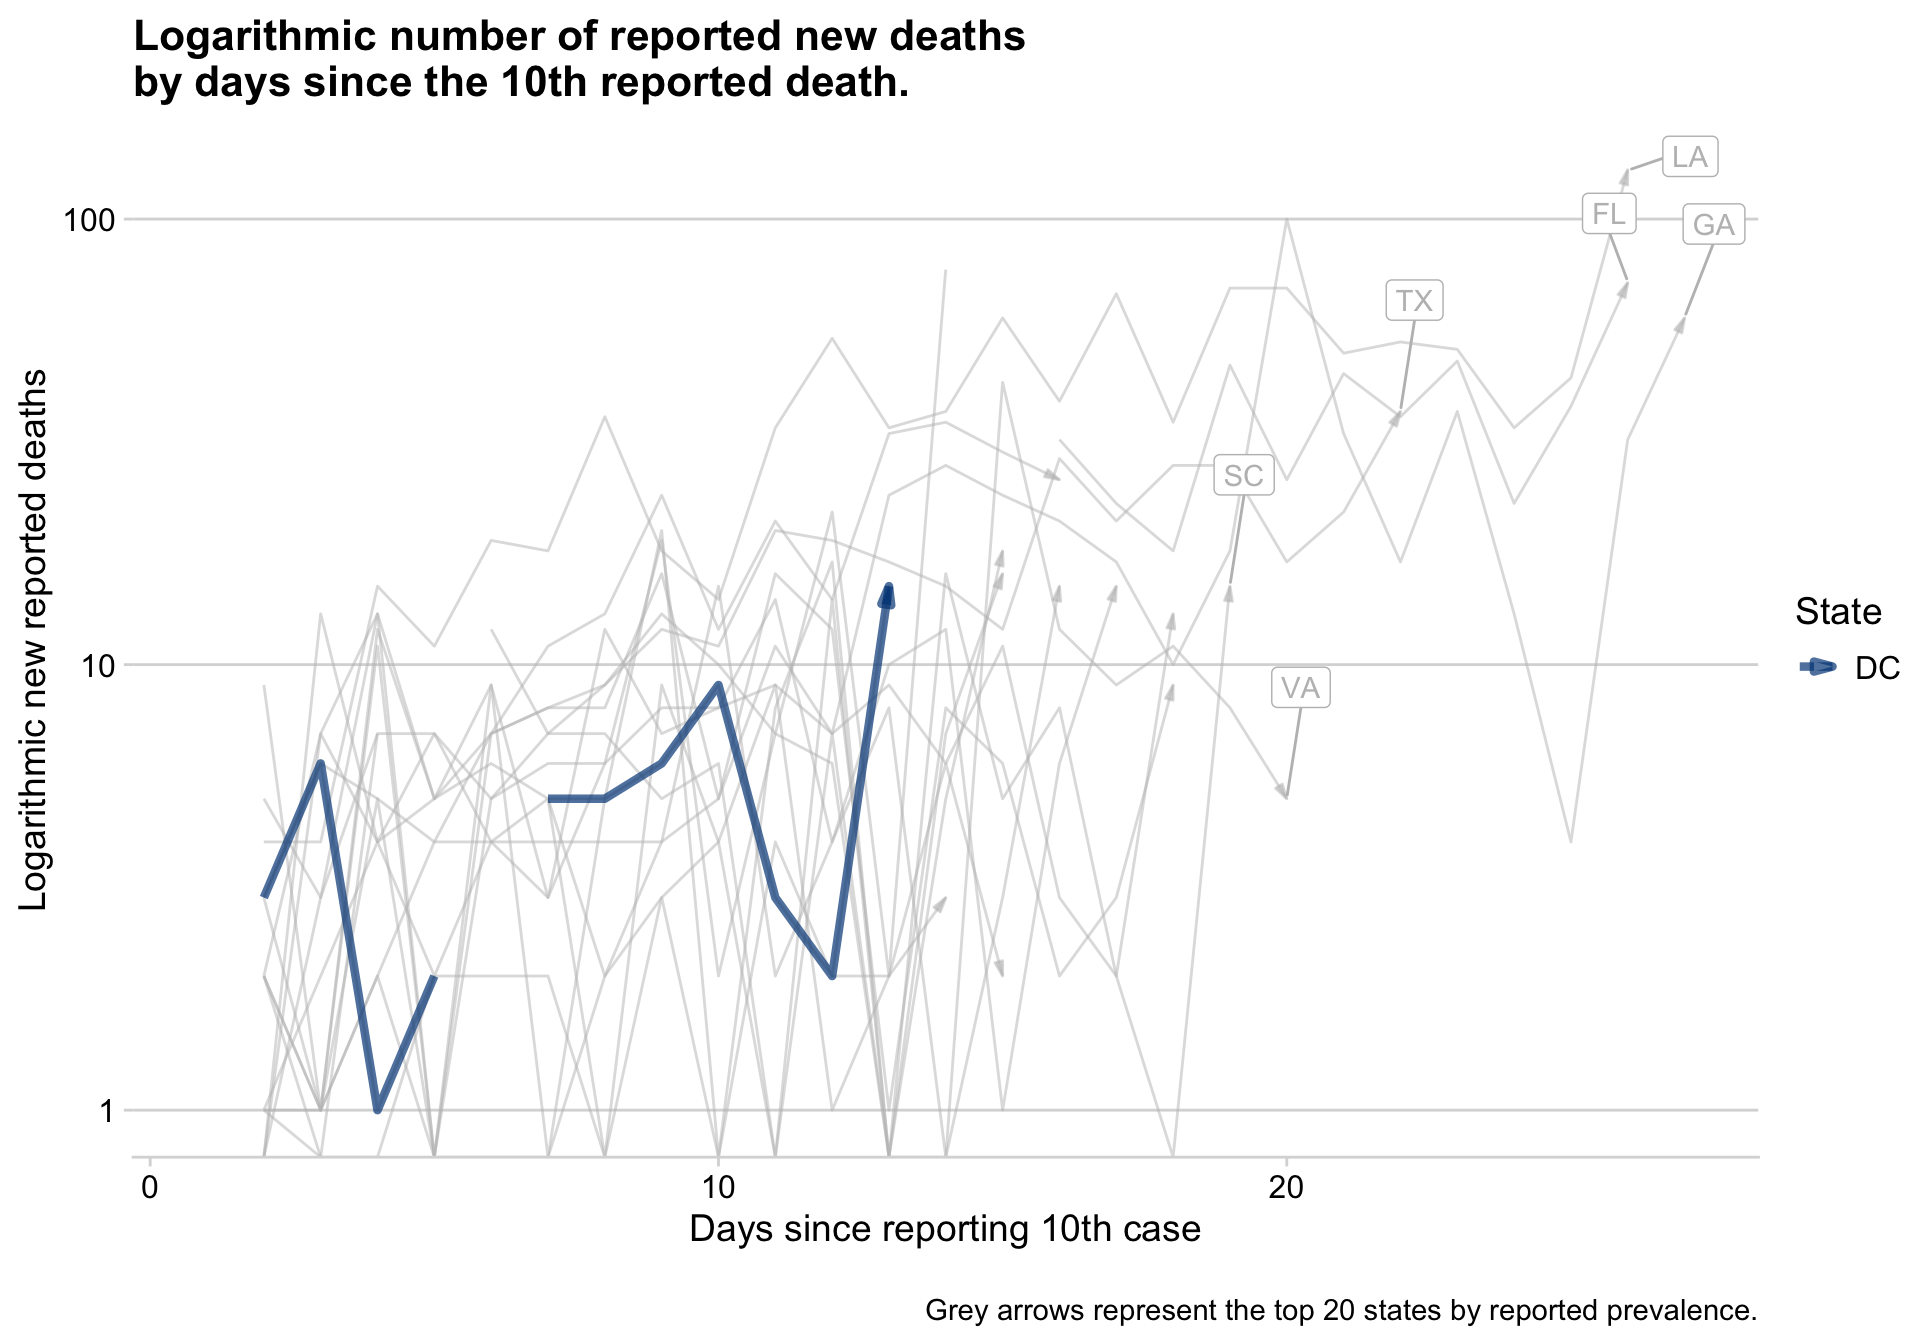 Logarithmic number of reported new deaths
by days since the 10th reported death.
LA
FL
GA
100
TX
SC
VA
10
1
Logarithmic new reported deaths
State
DC
0
10
20
Days since reporting 10th case
Grey arrows represent the top 20 states by reported prevalence.